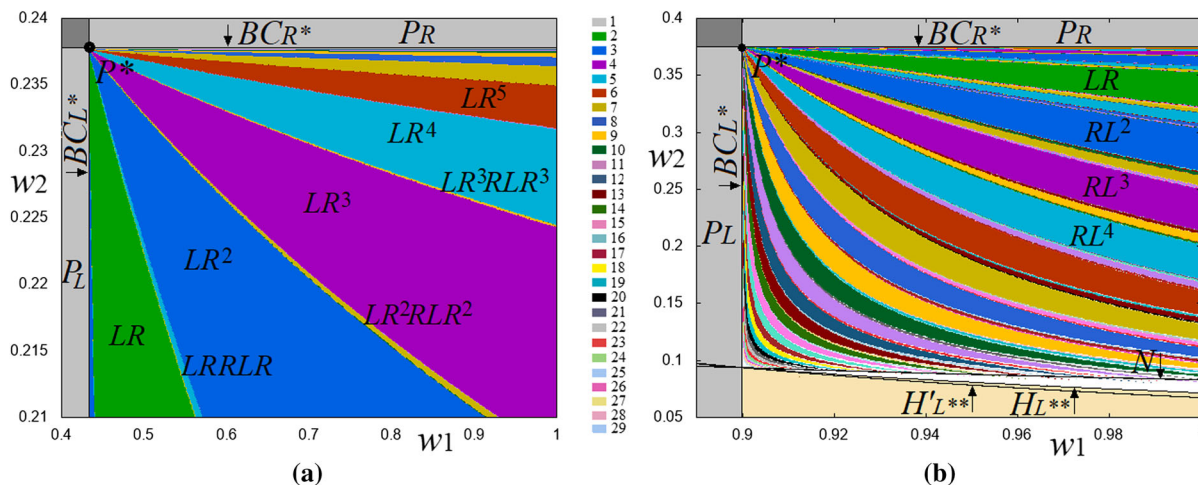 0.24
0.235
0.23
w2
0.225
0.22
0.215
0.21
0.4
0.5
0.6
0.7
0.8
w1
0.9
1
BCR*
PR
P*
BCL*
PL
LR⁵
LR⁴
LR³RLR³
LR³
LR²
LR²RLR²
LR
LRRLR
(a)
1
2
3
4
5
6
7
8
9
10
11
12
13
14
15
16
17
18
19
20
21
22
23
24
25
26
27
28
29
0.4
0.35
0.3
w2
0.25
0.2
0.15
0.1
0.05
0.9
0.92
0.94
0.96
w1
0.98
BCR*
PR
P*
BCL*
PL
LR
RL²
RL³
RL⁴
N
H'L**
HL**
(b)